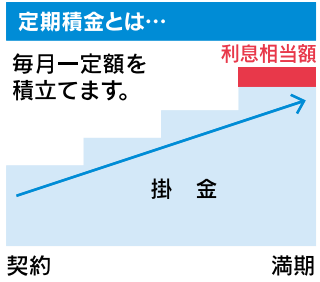 定期積金とは…
毎月一定額を
積立てます。
利息相当額
掛　金
契約
満期